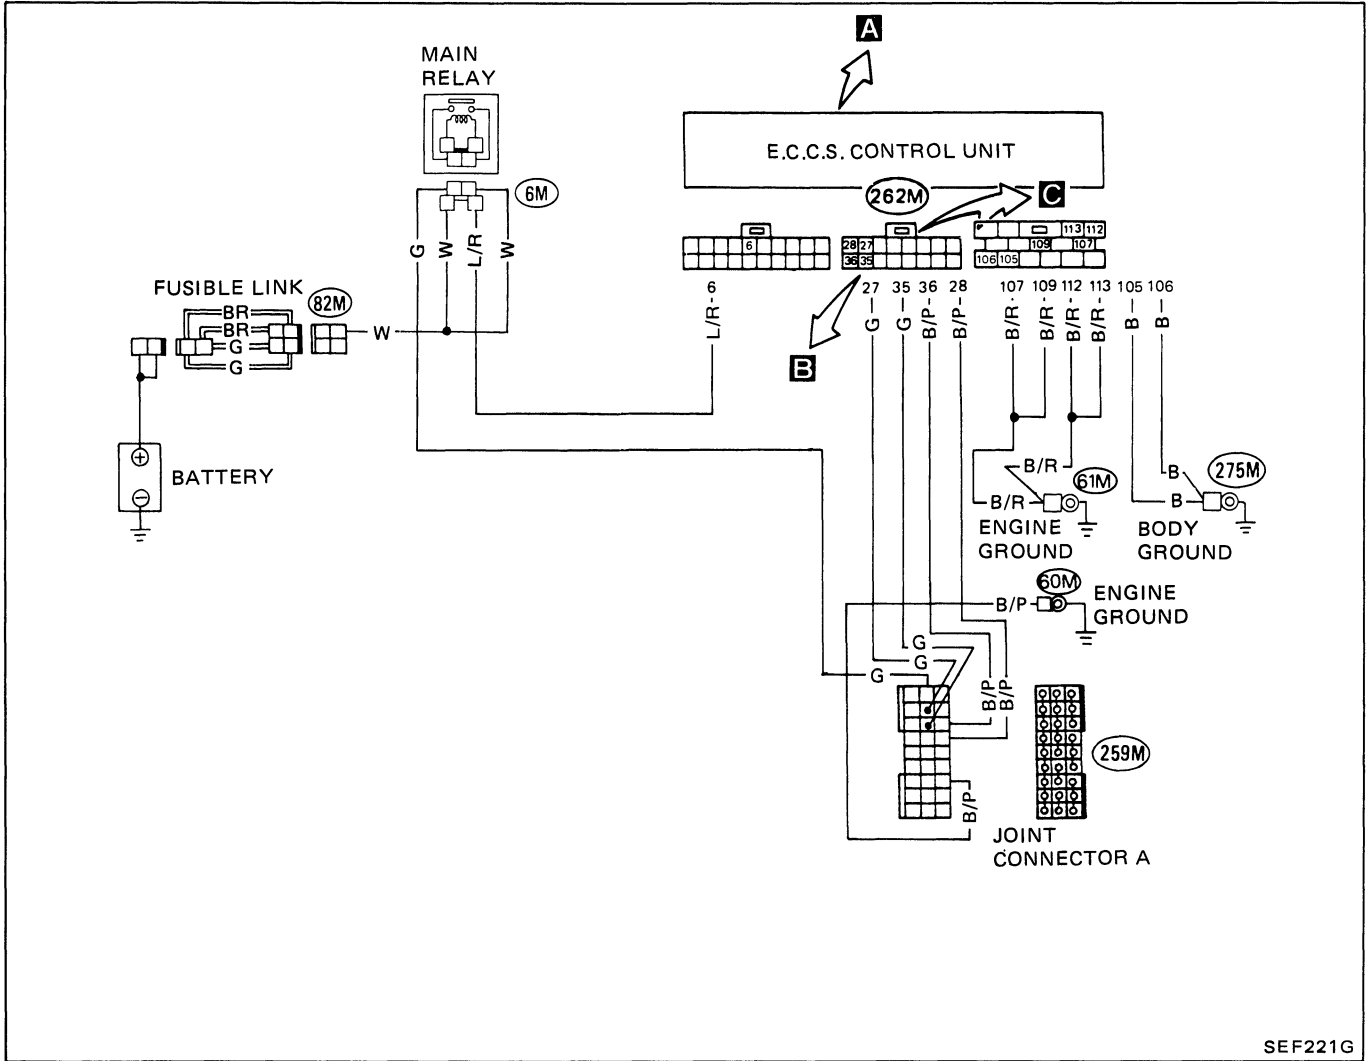 A
MAIN
RELAY
E.C.C.S. CONTROL UNIT
6M
262M
C
G
W
L/R
W
6
28 27
36 35
113 112
109 107
106 105
FUSIBLE LINK
82M
BR
BR
G
G
W
6
27
35
36
28
107
109
112
113
105
106
L/R
G
G
B/P
B/P
B/R
B/R
B/R
B/R
B
B
B
BATTERY
+
−
B/R
61M
B/R
ENGINE
GROUND
B
275M
B
BODY
GROUND
60M
B/P
ENGINE
GROUND
G
G
G
B/P
B/P
259M
B/P
JOINT
CONNECTOR A
SEF221G